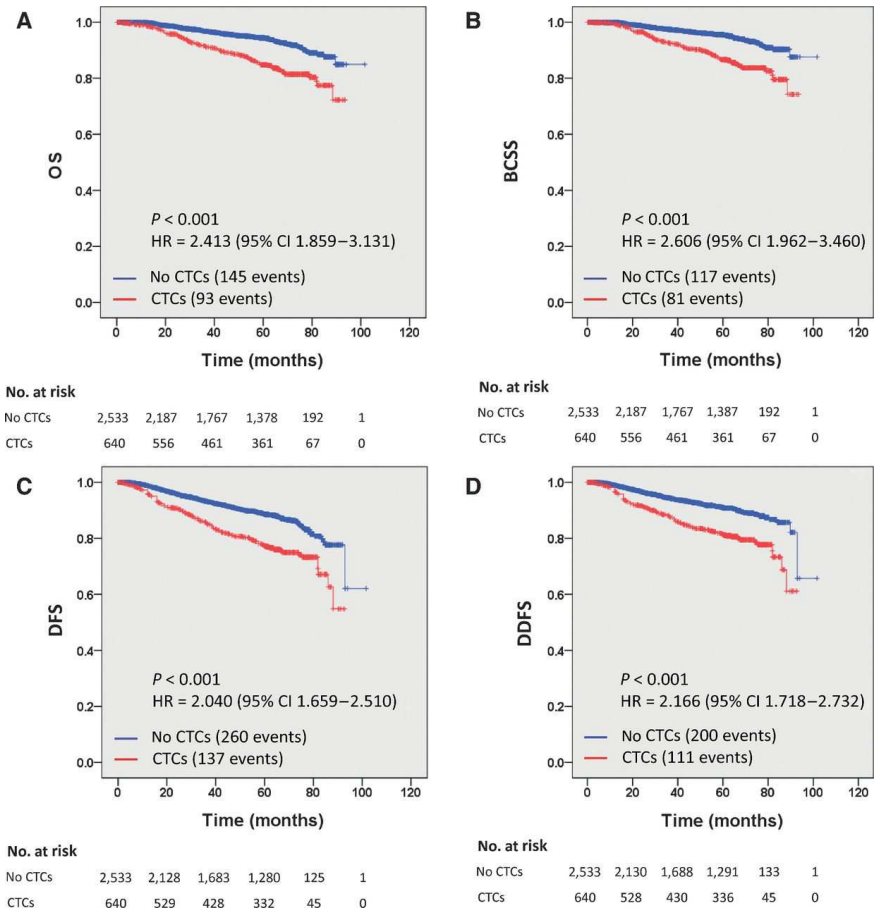 A
1.0
0.8
0.6
0.4
0.2
0.0
OS
P < 0.001
HR = 2.413 (95% CI 1.859–3.131)
No CTCs (145 events)
CTCs (93 events)
0 20 40 60 80 100 120
Time (months)
No. at risk
No CTCs 2,533 2,187 1,767 1,378 192 1
CTCs 640 556 461 361 67 0
B
1.0
0.8
0.6
0.4
0.2
0.0
BCSS
P < 0.001
HR = 2.606 (95% CI 1.962–3.460)
No CTCs (117 events)
CTCs (81 events)
0 20 40 60 80 100 120
Time (months)
No. at risk
No CTCs 2,533 2,187 1,767 1,387 192 1
CTCs 640 556 461 361 67 0
C
1.0
0.8
0.6
0.4
0.2
0.0
DFS
P < 0.001
HR = 2.040 (95% CI 1.659–2.510)
No CTCs (260 events)
CTCs (137 events)
0 20 40 60 80 100 120
Time (months)
No. at risk
No CTCs 2,533 2,128 1,683 1,280 125 1
CTCs 640 529 428 332 45 0
D
1.0
0.8
0.6
0.4
0.2
0.0
DDFS
P < 0.001
HR = 2.166 (95% CI 1.718–2.732)
No CTCs (200 events)
CTCs (111 events)
0 20 40 60 80 100 120
Time (months)
No. at risk
No CTCs 2,533 2,130 1,688 1,291 133 1
CTCs 640 528 430 336 45 0